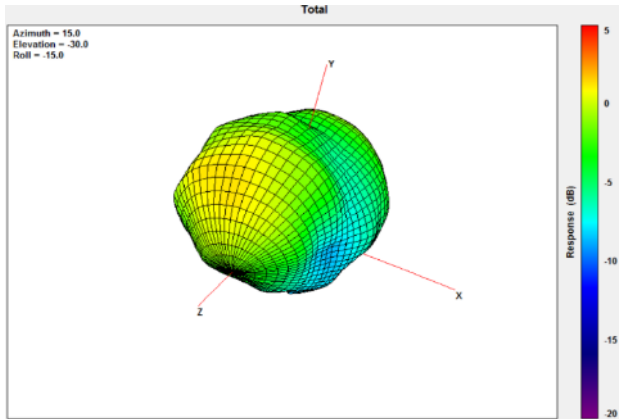 Total
Azimuth = 15.0
Elevation = -30.0
Roll = -15.0
Y
X
Z
5
0
-5
-10
-15
-20
Response (dB)